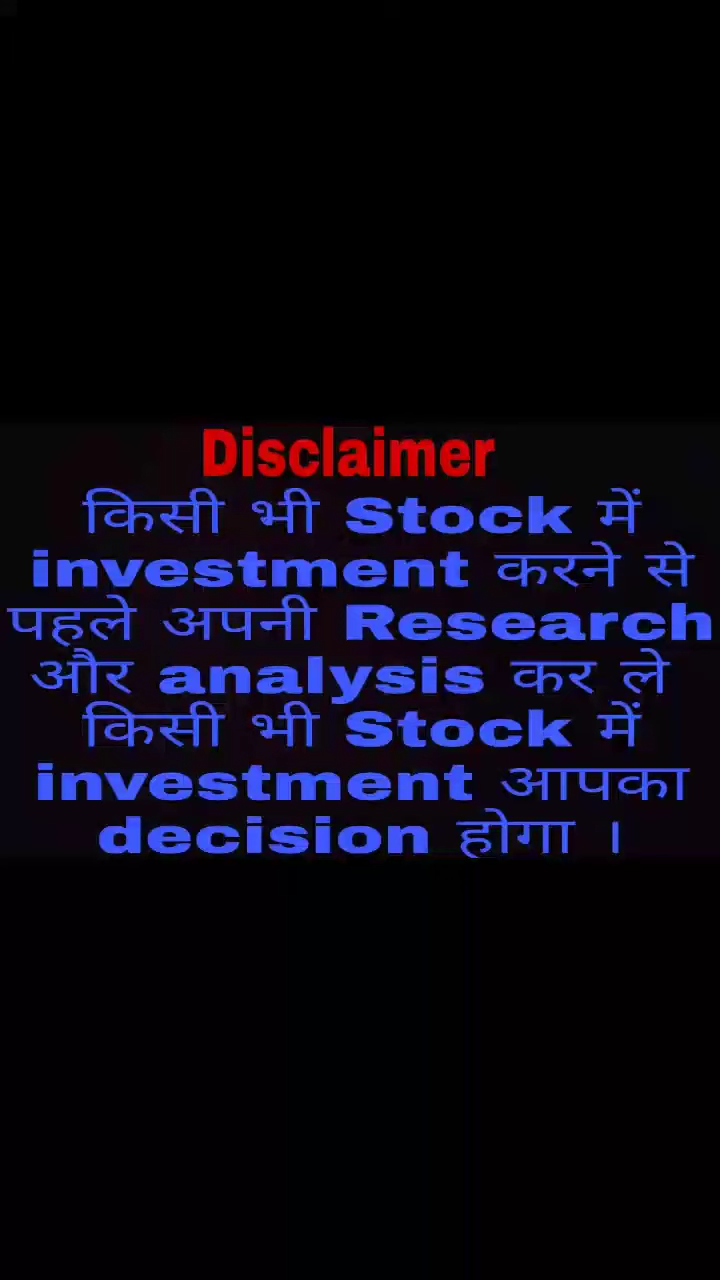 Disclaimer
किसी भी Stock में
investment करने से
पहले अपनी Research
और analysis कर ले
किसी भी Stock में
investment आपका
decision होगा ।